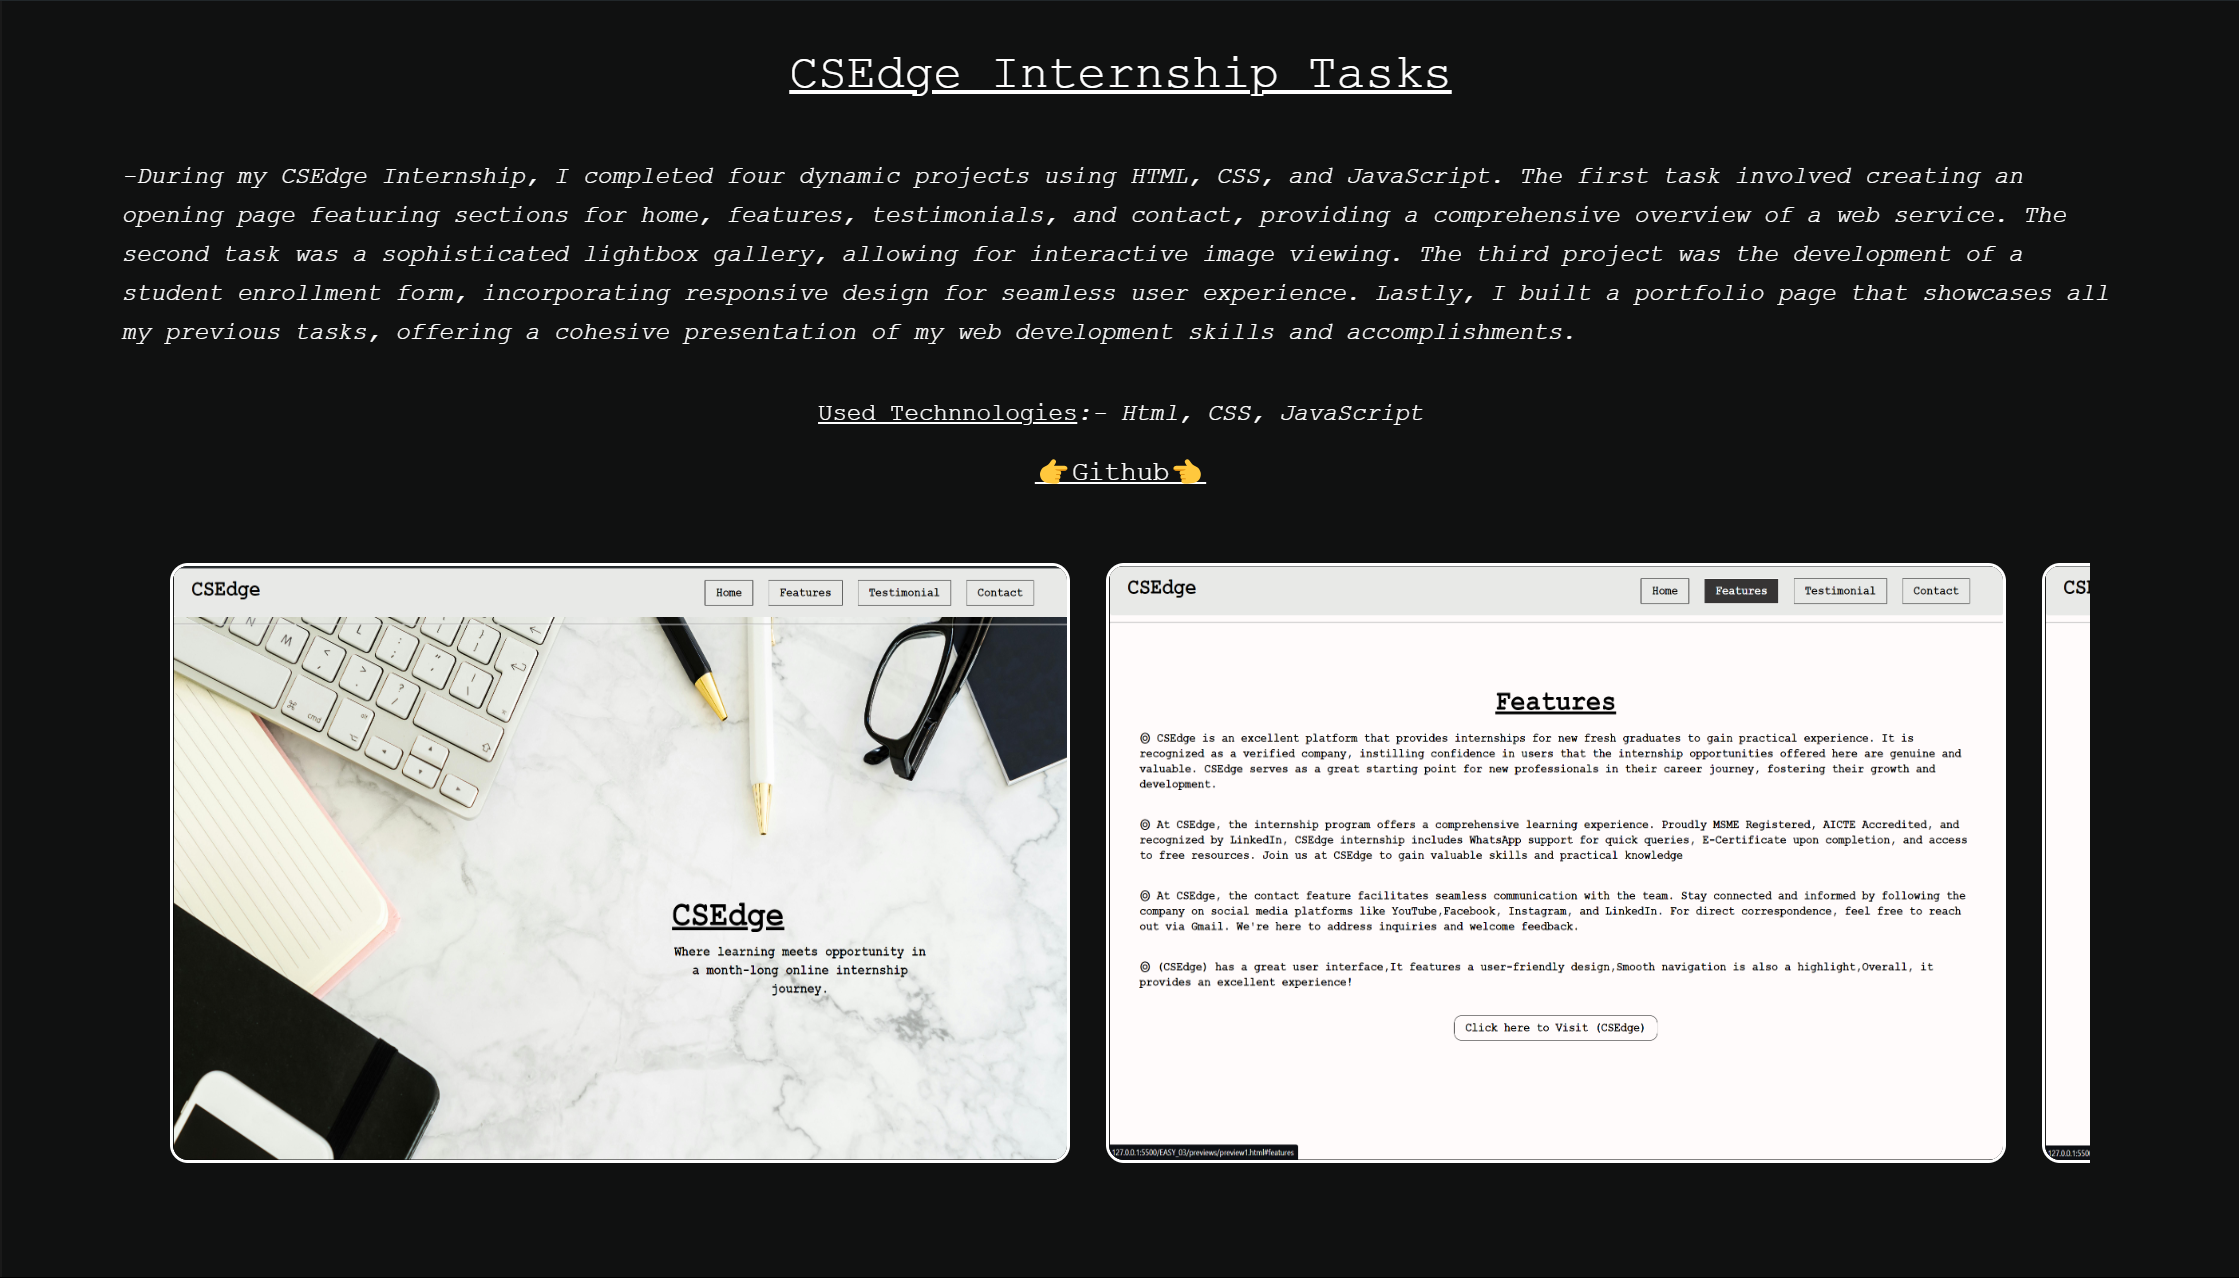 CSEdge Internship Tasks
-During my CSEdge Internship, I completed four dynamic projects using HTML, CSS, and JavaScript. The first task involved creating an
opening page featuring sections for home, features, testimonials, and contact, providing a comprehensive overview of a web service. The
second task was a sophisticated lightbox gallery, allowing for interactive image viewing. The third project was the development of a
student enrollment form, incorporating responsive design for seamless user experience. Lastly, I built a portfolio page that showcases all
my previous tasks, offering a cohesive presentation of my web development skills and accomplishments.
Used Technnologies:- Html, CSS, JavaScript
👉Github👈
CSEdge
Home Features Testimonial Contact
CSEdge
Where learning meets opportunity in
a month-long online internship
journey.
CSEdge
Home Features Testimonial Contact
Features
◎ CSEdge is an excellent platform that provides internships for new fresh graduates to gain practical experience. It is
recognized as a verified company, instilling confidence in users that the internship opportunities offered here are genuine and
valuable. CSEdge serves as a great starting point for new professionals in their career journey, fostering their growth and
development.
◎ At CSEdge, the internship program offers a comprehensive learning experience. Proudly MSME Registered, AICTE Accredited, and
recognized by LinkedIn, CSEdge internship includes WhatsApp support for quick queries, E-Certificate upon completion, and access
to free resources. Join us at CSEdge to gain valuable skills and practical knowledge
◎ At CSEdge, the contact feature facilitates seamless communication with the team. Stay connected and informed by following the
company on social media platforms like YouTube,Facebook, Instagram, and LinkedIn. For direct correspondence, feel free to reach
out via Gmail. We're here to address inquiries and welcome feedback.
◎ (CSEdge) has a great user interface,It features a user-friendly design,Smooth navigation is also a highlight,Overall, it
provides an excellent experience!
Click here to Visit (CSEdge)
127.0.0.1:5500/EASY_03/previews/preview1.html#features